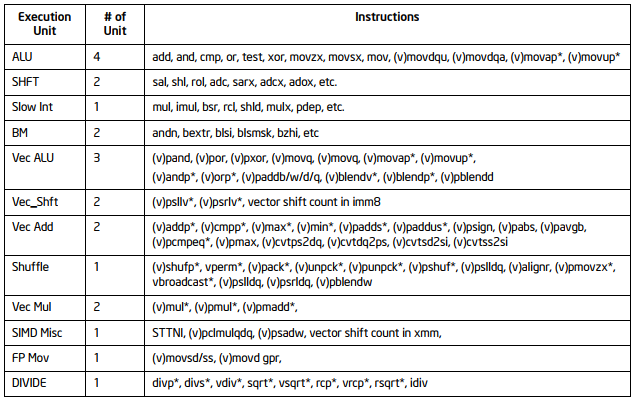 Execution Unit # of Unit Instructions
ALU 4 add, and, cmp, or, test, xor, movzx, movsx, mov, (v)movdqu, (v)movdqa, (v)movap*, (v)movup*
SHFT 2 sal, shl, rol, adc, sarx, adcx, adox, etc.
Slow Int 1 mul, imul, bsr, rcl, shld, mulx, pdep, etc.
BM 2 andn, bextr, blsi, blsmsk, bzhi, etc
Vec ALU 3 (v)pand, (v)por, (v)pxor, (v)movq, (v)movq, (v)movap*, (v)movup*,
(v)andp*, (v)orp*, (v)paddb/w/d/q, (v)blendv*, (v)blendp*, (v)pblendd
Vec_Shft 2 (v)psllv*, (v)psrlv*, vector shift count in imm8
Vec Add 2 (v)addp*, (v)cmpp*, (v)max*, (v)min*, (v)padds*, (v)paddus*, (v)psign, (v)pabs, (v)pavgb,
(v)pcmpeq*, (v)pmax, (v)cvtps2dq, (v)cvtdq2ps, (v)cvtsd2si, (v)cvtss2si
Shuffle 1 (v)shufp*, vperm*, (v)pack*, (v)unpck*, (v)punpck*, (v)pshuf*, (v)pslldq, (v)alignr, (v)pmovzx*,
vbroadcast*, (v)pslldq, (v)psrldq, (v)pblendw
Vec Mul 2 (v)mul*, (v)pmul*, (v)pmadd*,
SIMD Misc 1 STTNI, (v)pclmulqdq, (v)psadw, vector shift count in xmm,
FP Mov 1 (v)movsd/ss, (v)movd gpr,
DIVIDE 1 divp*, divs*, vdiv*, sqrt*, vsqrt*, rcp*, vrcp*, rsqrt*, idiv